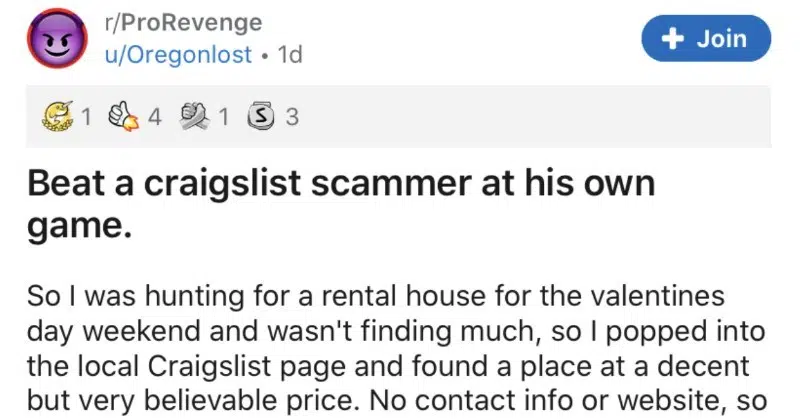 r/ProRevenge
u/Oregonlost • 1d
+ Join
1 4 1 S 3
Beat a craigslist scammer at his own
game.
So I was hunting for a rental house for the valentines
day weekend and wasn't finding much, so I popped into
the local Craigslist page and found a place at a decent
but very believable price. No contact info or website, so